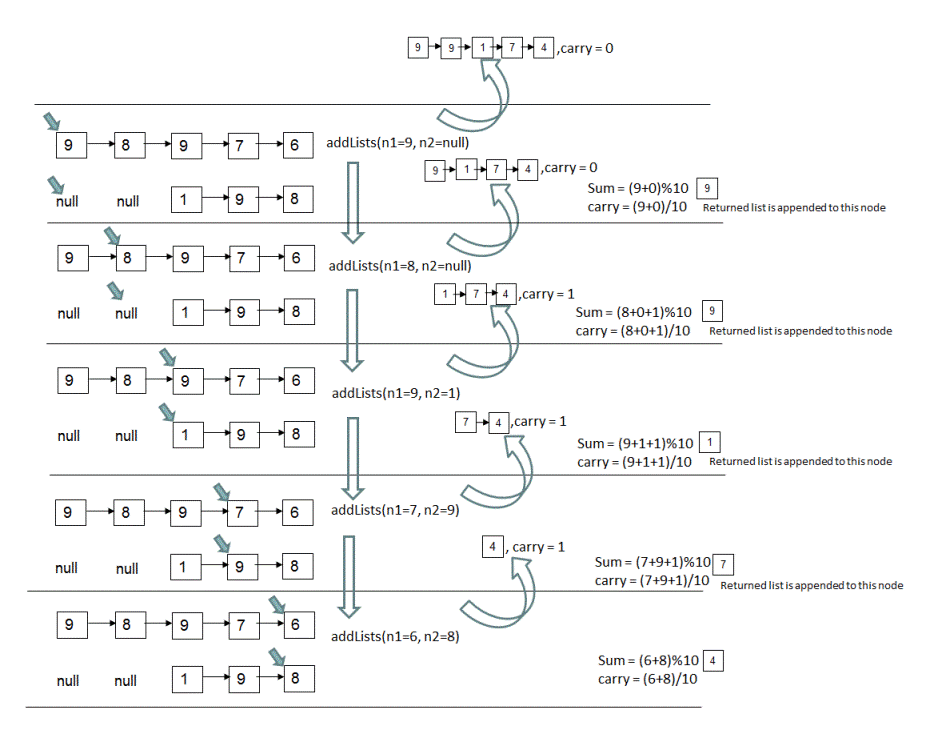 9 9 1 7 4 ,carry = 0
9 8 9 7 6 addLists(n1=9, n2=null)
9 1 7 4 ,carry = 0
Sum = (9+0)%10 9
null null 1 9 8
carry = (9+0)/10 Returned list is appended to this node
9 8 9 7 6 addLists(n1=8, n2=null)
1 7 4 ,carry = 1
null null 1 9 8
Sum = (8+0+1)%10 9
carry = (8+0+1)/10 Returned list is appended to this node
9 8 9 7 6 addLists(n1=9, n2=1)
7 4 ,carry = 1
null null 1 9 8
Sum = (9+1+1)%10 1
carry = (9+1+1)/10 Returned list is appended to this node
9 8 9 7 6 addLists(n1=7, n2=9)
4 , carry = 1
null null 1 9 8
Sum = (7+9+1)%10 7
carry = (7+9+1)/10 Returned list is appended to this node
9 8 9 7 6 addLists(n1=6, n2=8)
Sum = (6+8)%10 4
null null 1 9 8
carry = (6+8)/10